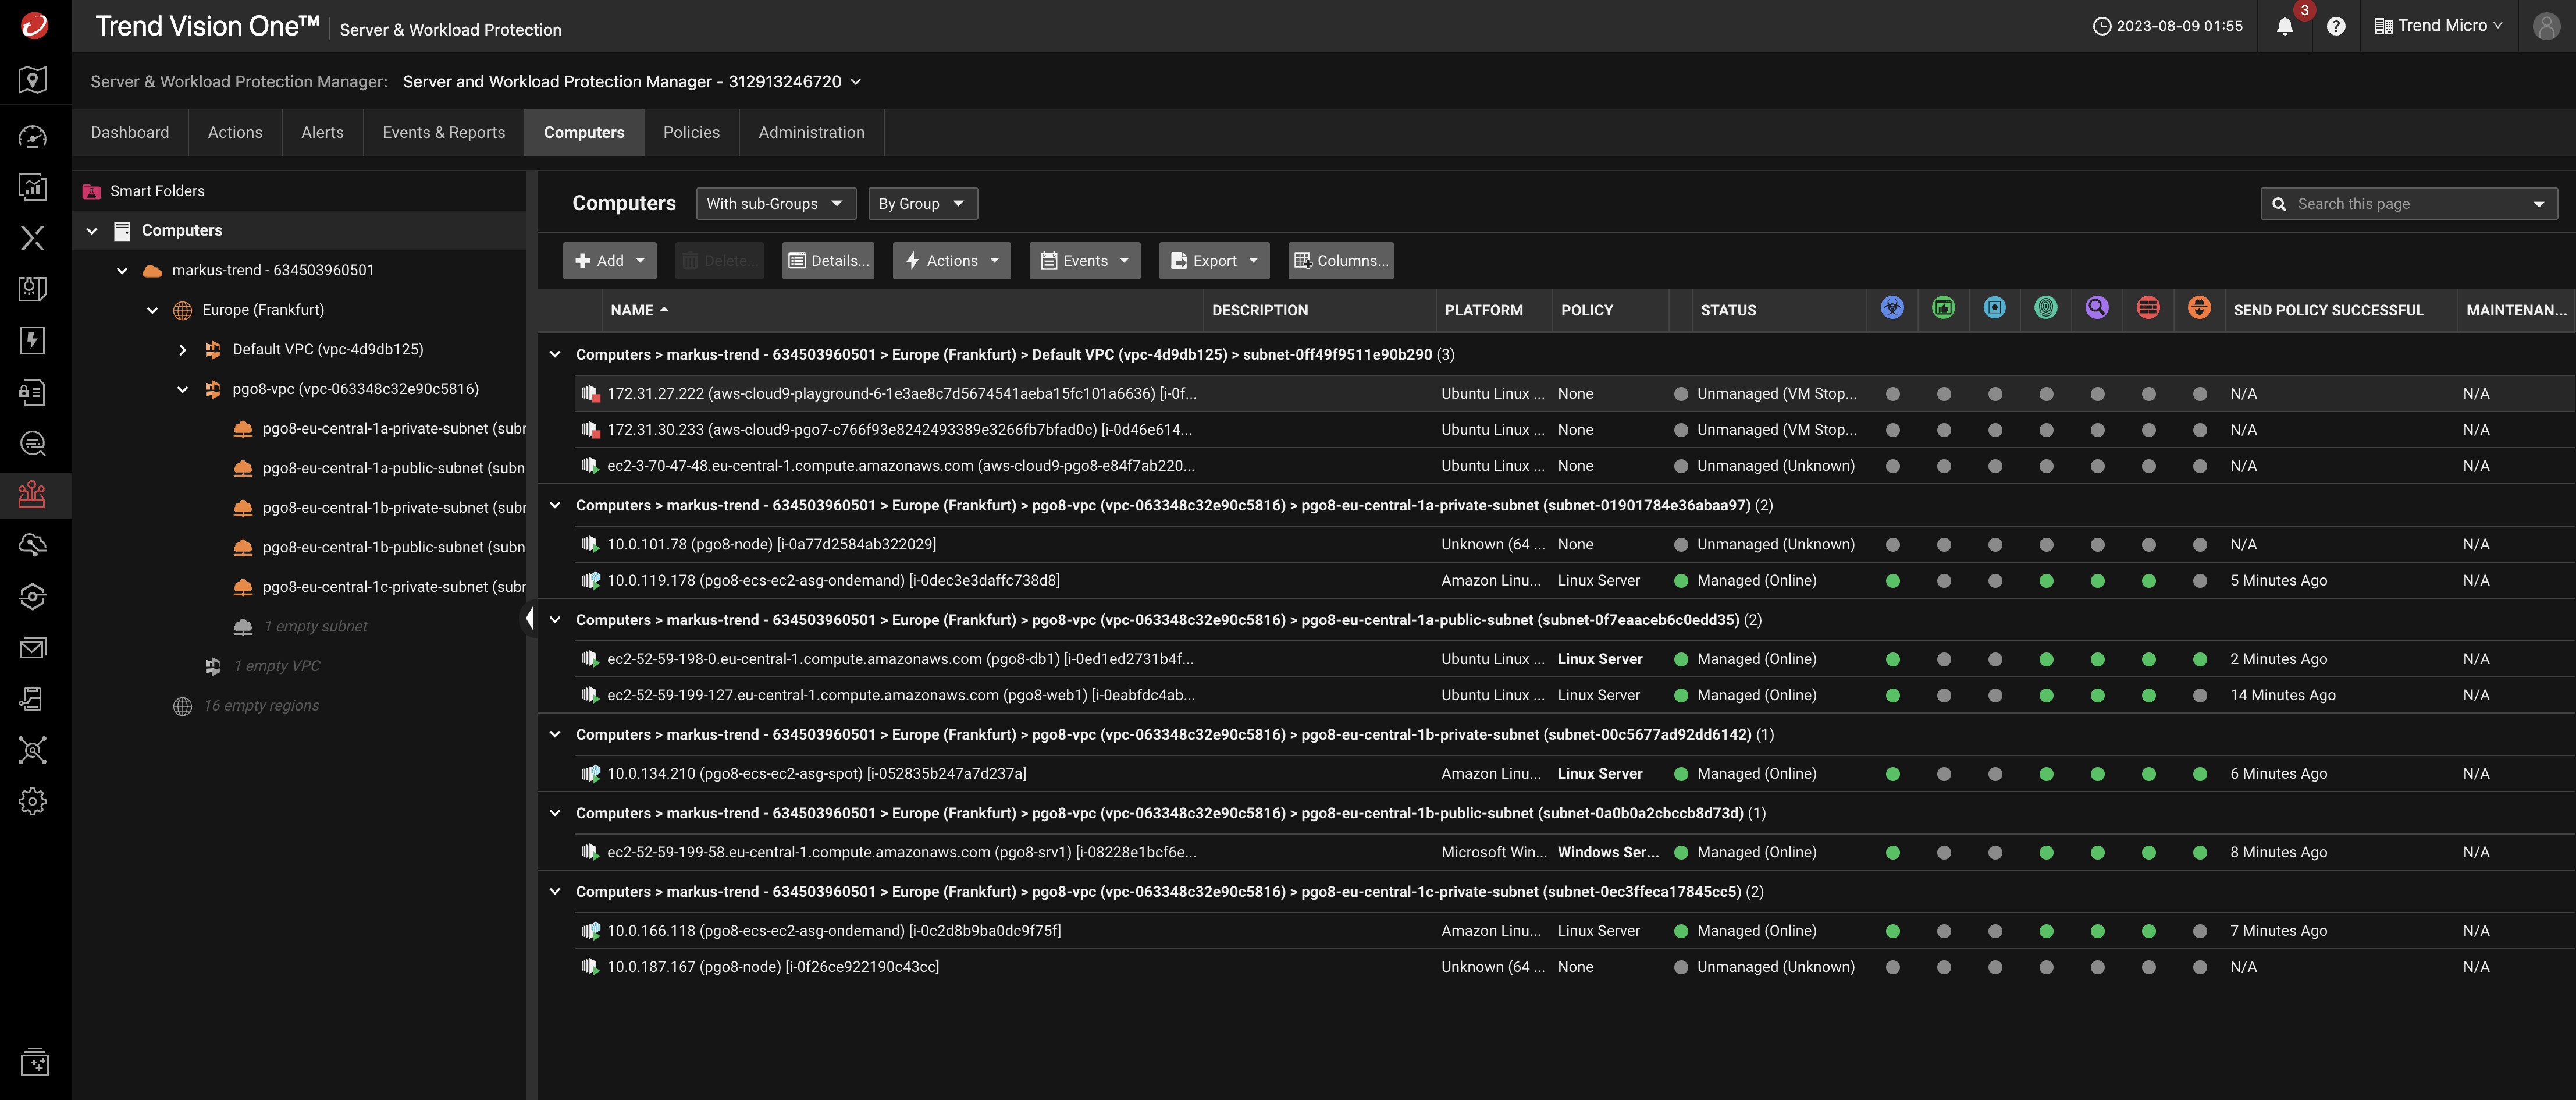 Trend Vision One™ | Server & Workload Protection
2023-08-09 01:55
3
?
Trend Micro
Server & Workload Protection Manager: Server and Workload Protection Manager - 312913246720
Dashboard
Actions
Alerts
Events & Reports
Computers
Policies
Administration
Smart Folders
Computers
markus-trend - 634503960501
Europe (Frankfurt)
Default VPC (vpc-4d9db125)
pgo8-vpc (vpc-063348c32e90c5816)
pgo8-eu-central-1a-private-subnet (subr
pgo8-eu-central-1a-public-subnet (subn
pgo8-eu-central-1b-private-subnet (subr
pgo8-eu-central-1b-public-subnet (subn
pgo8-eu-central-1c-private-subnet (subr
1 empty subnet
1 empty VPC
16 empty regions
Computers
With sub-Groups
By Group
Search this page
Add
Delete...
Details...
Actions
Events
Export
Columns...
NAME DESCRIPTION PLATFORM POLICY STATUS SEND POLICY SUCCESSFUL MAINTENAN...
Computers > markus-trend - 634503960501 > Europe (Frankfurt) > Default VPC (vpc-4d9db125) > subnet-0ff49f9511e90b290 (3)
172.31.27.222 (aws-cloud9-playground-6-1e3ae8c7d5674541aeba15fc101a6636) [i-0f... Ubuntu Linux ... None Unmanaged (VM Stop... N/A N/A
172.31.30.233 (aws-cloud9-pgo7-c766f93e8242493389e3266fb7bfad0c) [i-0d46e614... Ubuntu Linux ... None Unmanaged (VM Stop... N/A N/A
ec2-3-70-47-48.eu-central-1.compute.amazonaws.com (aws-cloud9-pgo8-e84f7ab220... Ubuntu Linux ... None Unmanaged (Unknown) N/A N/A
Computers > markus-trend - 634503960501 > Europe (Frankfurt) > pgo8-vpc (vpc-063348c32e90c5816) > pgo8-eu-central-1a-private-subnet (subnet-01901784e36abaa97) (2)
10.0.101.78 (pgo8-node) [i-0a77d2584ab322029] Unknown (64 ... None Unmanaged (Unknown) N/A N/A
10.0.119.178 (pgo8-ecs-ec2-asg-ondemand) [i-0dec3e3daffc738d8] Amazon Linu... Linux Server Managed (Online) 5 Minutes Ago N/A
Computers > markus-trend - 634503960501 > Europe (Frankfurt) > pgo8-vpc (vpc-063348c32e90c5816) > pgo8-eu-central-1a-public-subnet (subnet-0f7eaaceb6c0edd35) (2)
ec2-52-59-198-0.eu-central-1.compute.amazonaws.com (pgo8-db1) [i-0ed1ed2731b4f... Ubuntu Linux ... Linux Server Managed (Online) 2 Minutes Ago N/A
ec2-52-59-199-127.eu-central-1.compute.amazonaws.com (pgo8-web1) [i-0eabfdc4ab... Ubuntu Linux ... Linux Server Managed (Online) 14 Minutes Ago N/A
Computers > markus-trend - 634503960501 > Europe (Frankfurt) > pgo8-vpc (vpc-063348c32e90c5816) > pgo8-eu-central-1b-private-subnet (subnet-00c5677ad92dd6142) (1)
10.0.134.210 (pgo8-ecs-ec2-asg-spot) [i-052835b247a7d237a] Amazon Linu... Linux Server Managed (Online) 6 Minutes Ago N/A
Computers > markus-trend - 634503960501 > Europe (Frankfurt) > pgo8-vpc (vpc-063348c32e90c5816) > pgo8-eu-central-1b-public-subnet (subnet-0a0b0a2cbccb8d73d) (1)
ec2-52-59-199-58.eu-central-1.compute.amazonaws.com (pgo8-srv1) [i-08228e1bcf6e... Microsoft Win... Windows Ser... Managed (Online) 8 Minutes Ago N/A
Computers > markus-trend - 634503960501 > Europe (Frankfurt) > pgo8-vpc (vpc-063348c32e90c5816) > pgo8-eu-central-1c-private-subnet (subnet-0ec3ffeca17845cc5) (2)
10.0.166.118 (pgo8-ecs-ec2-asg-ondemand) [i-0c2d8b9ba0dc9f75f] Amazon Linu... Linux Server Managed (Online) 7 Minutes Ago N/A
10.0.187.167 (pgo8-node) [i-0f26ce922190c43cc] Unknown (64 ... None Unmanaged (Unknown) N/A N/A